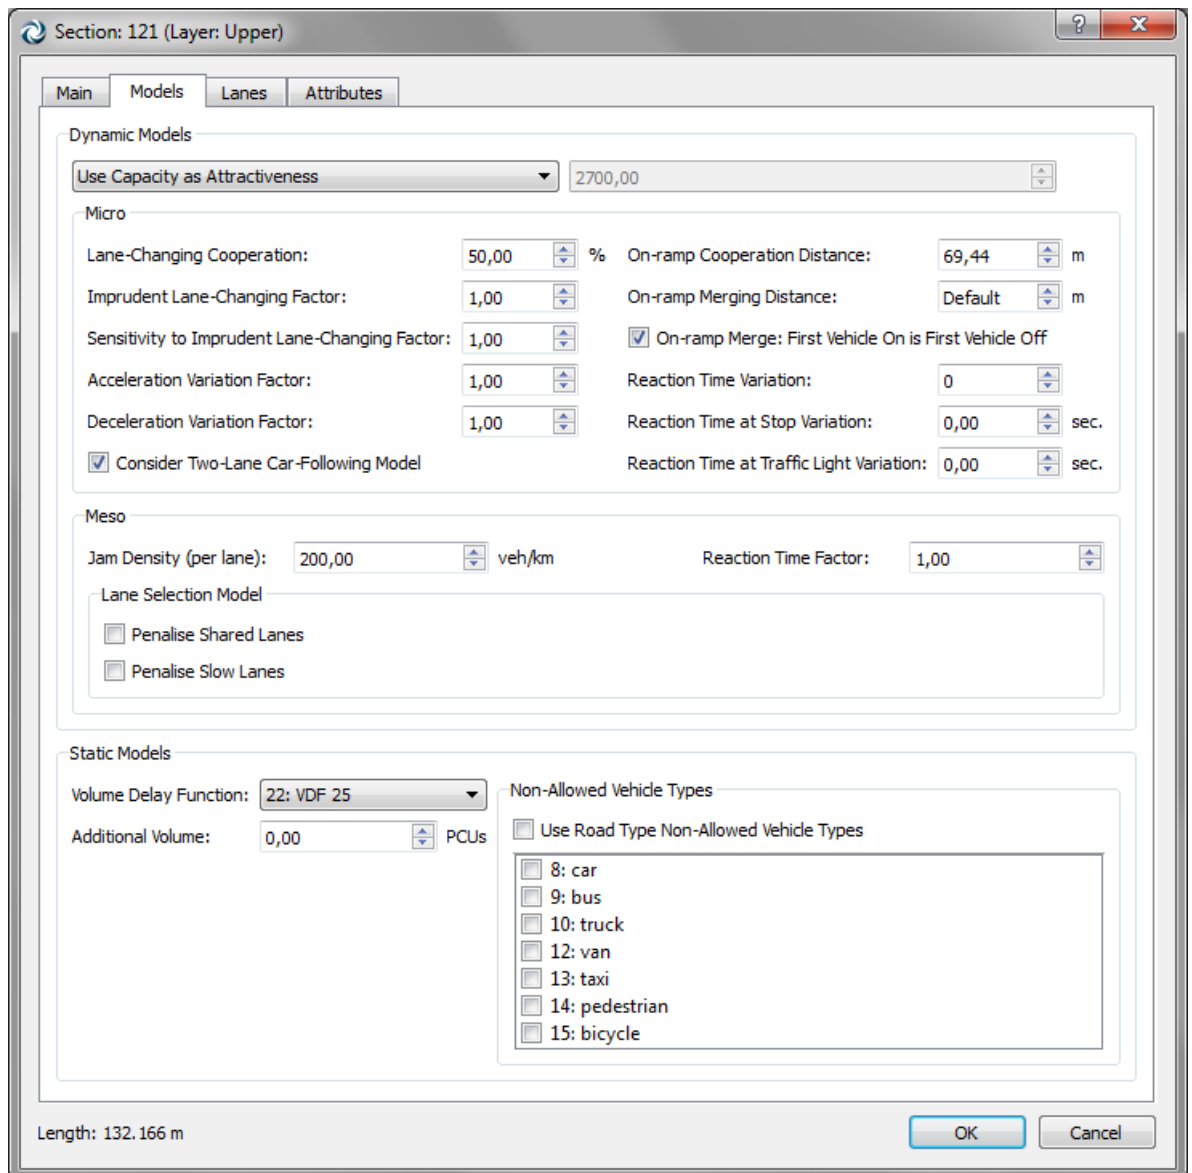 Section: 121 (Layer: Upper)
?
X
Main Models Lanes Attributes
Dynamic Models
Use Capacity as Attractiveness 2700,00
Micro
Lane-Changing Cooperation: 50,00 % On-ramp Cooperation Distance: 69,44 m
Imprudent Lane-Changing Factor: 1,00 On-ramp Merging Distance: Default m
Sensitivity to Imprudent Lane-Changing Factor: 1,00 On-ramp Merge: First Vehicle On is First Vehicle Off
Acceleration Variation Factor: 1,00 Reaction Time Variation: 0
Deceleration Variation Factor: 1,00 Reaction Time at Stop Variation: 0,00 sec.
Consider Two-Lane Car-Following Model Reaction Time at Traffic Light Variation: 0,00 sec.
Meso
Jam Density (per lane): 200,00 veh/km Reaction Time Factor: 1,00
Lane Selection Model
Penalise Shared Lanes
Penalise Slow Lanes
Static Models
Volume Delay Function: 22: VDF 25 Non-Allowed Vehicle Types
Additional Volume: 0,00 PCUs Use Road Type Non-Allowed Vehicle Types
8: car
9: bus
10: truck
12: van
13: taxi
14: pedestrian
15: bicycle
Length: 132.166 m OK Cancel